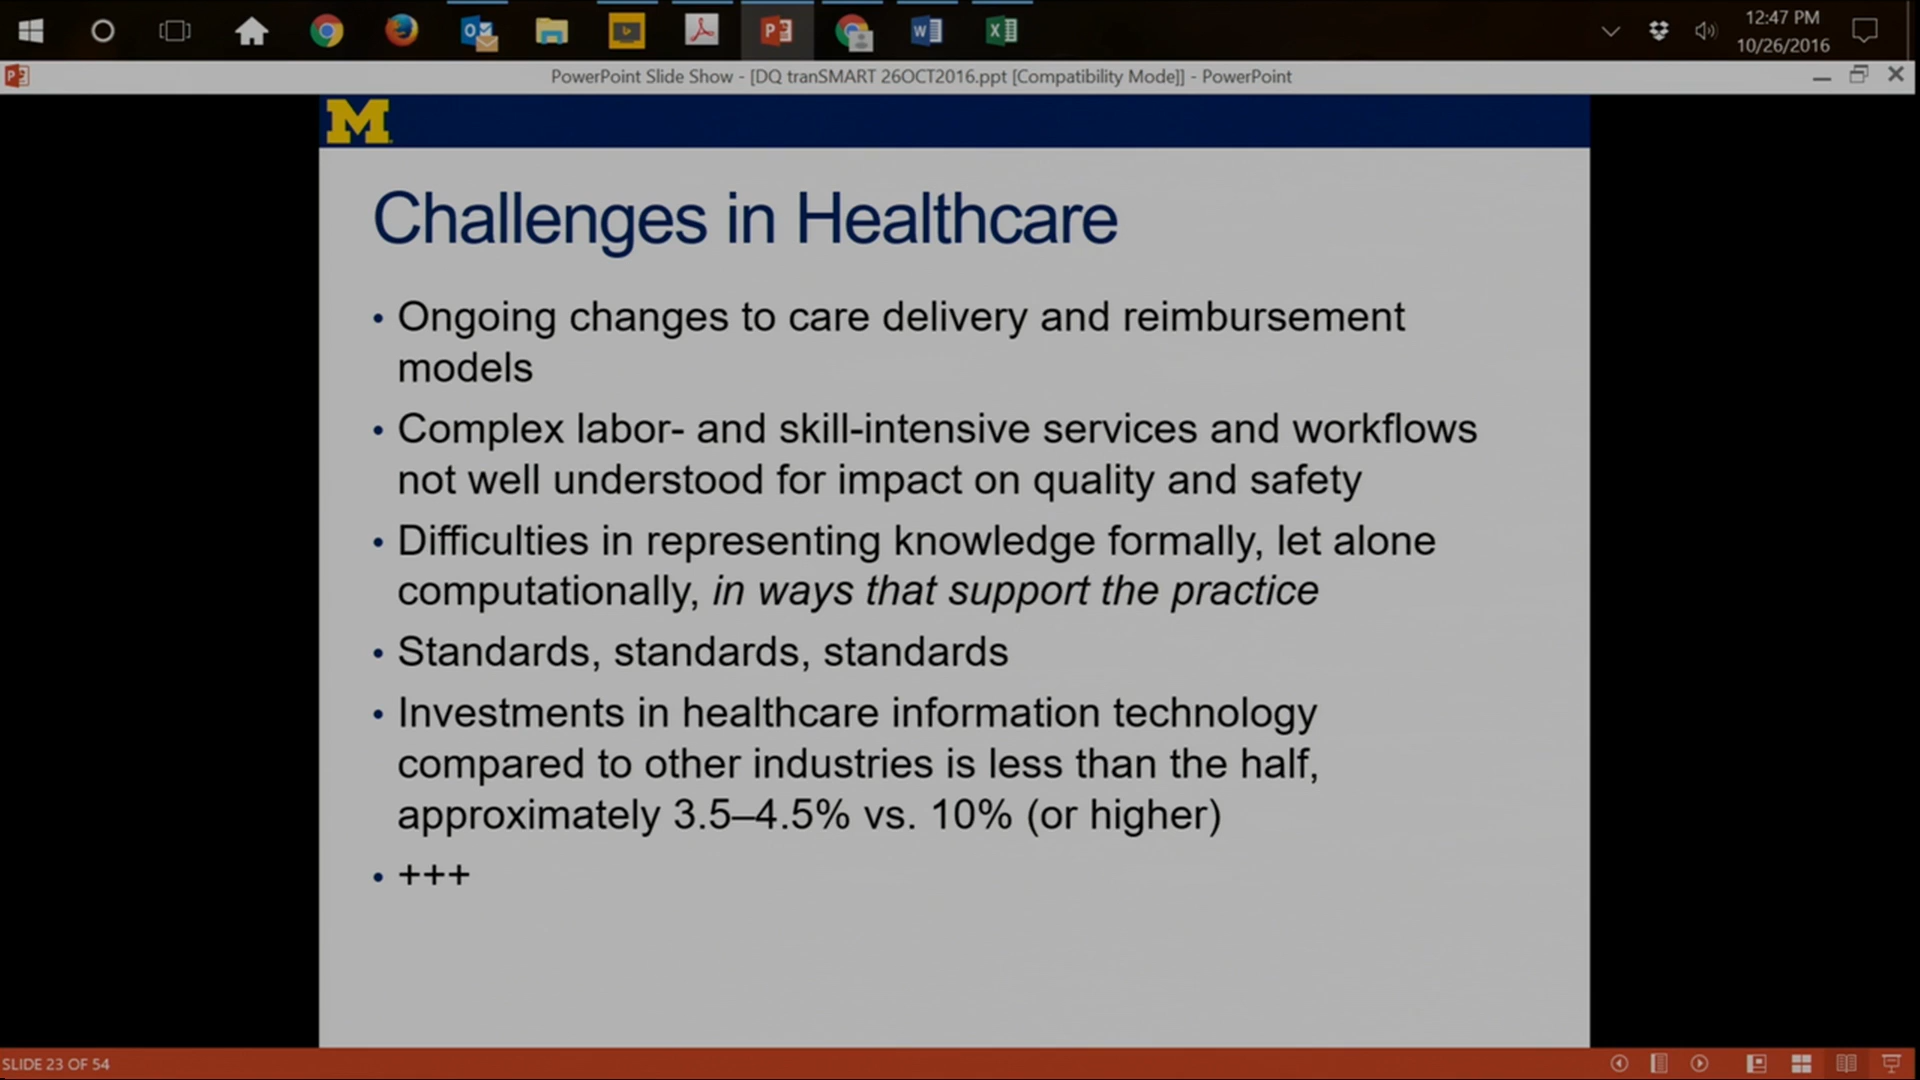 12:47 PM
10/26/2016
PowerPoint Slide Show - [DQ tranSMART 26OCT2016.ppt [Compatibility Mode]] - PowerPoint
M
Challenges in Healthcare
• Ongoing changes to care delivery and reimbursement
models
• Complex labor- and skill-intensive services and workflows
not well understood for impact on quality and safety
• Difficulties in representing knowledge formally, let alone
computationally, in ways that support the practice
• Standards, standards, standards
• Investments in healthcare information technology
compared to other industries is less than the half,
approximately 3.5–4.5% vs. 10% (or higher)
• +++
SLIDE 23 OF 54